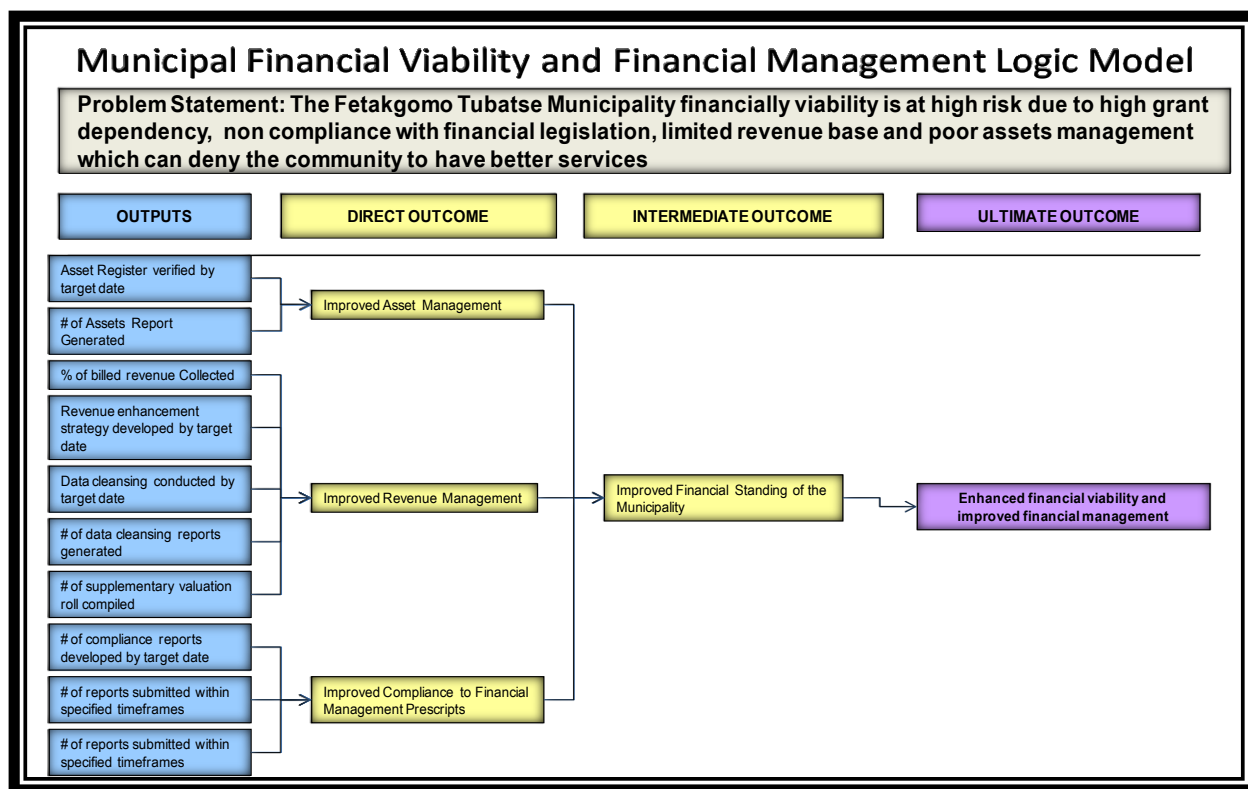 Municipal Financial Viability and Financial Management Logic Model
Problem Statement: The Fetakgomo Tubatse Municipality financially viability is at high risk due to high grant
dependency, non compliance with financial legislation, limited revenue base and poor assets management
which can deny the community to have better services
OUTPUTS
DIRECT OUTCOME
INTERMEDIATE OUTCOME
ULTIMATE OUTCOME
Asset Register verified by
target date
# of Assets Report
Generated
% of billed revenue Collected
Revenue enhancement
strategy developed by target
date
Data cleansing conducted by
target date
# of data cleansing reports
generated
# of supplementary valuation
roll compiled
# of compliance reports
developed by target date
# of reports submitted within
specified timeframes
# of reports submitted within
specified timeframes
Improved Asset Management
Improved Revenue Management
Improved Compliance to Financial
Management Prescripts
Improved Financial Standing of the
Municipality
Enhanced financial viability and
improved financial management